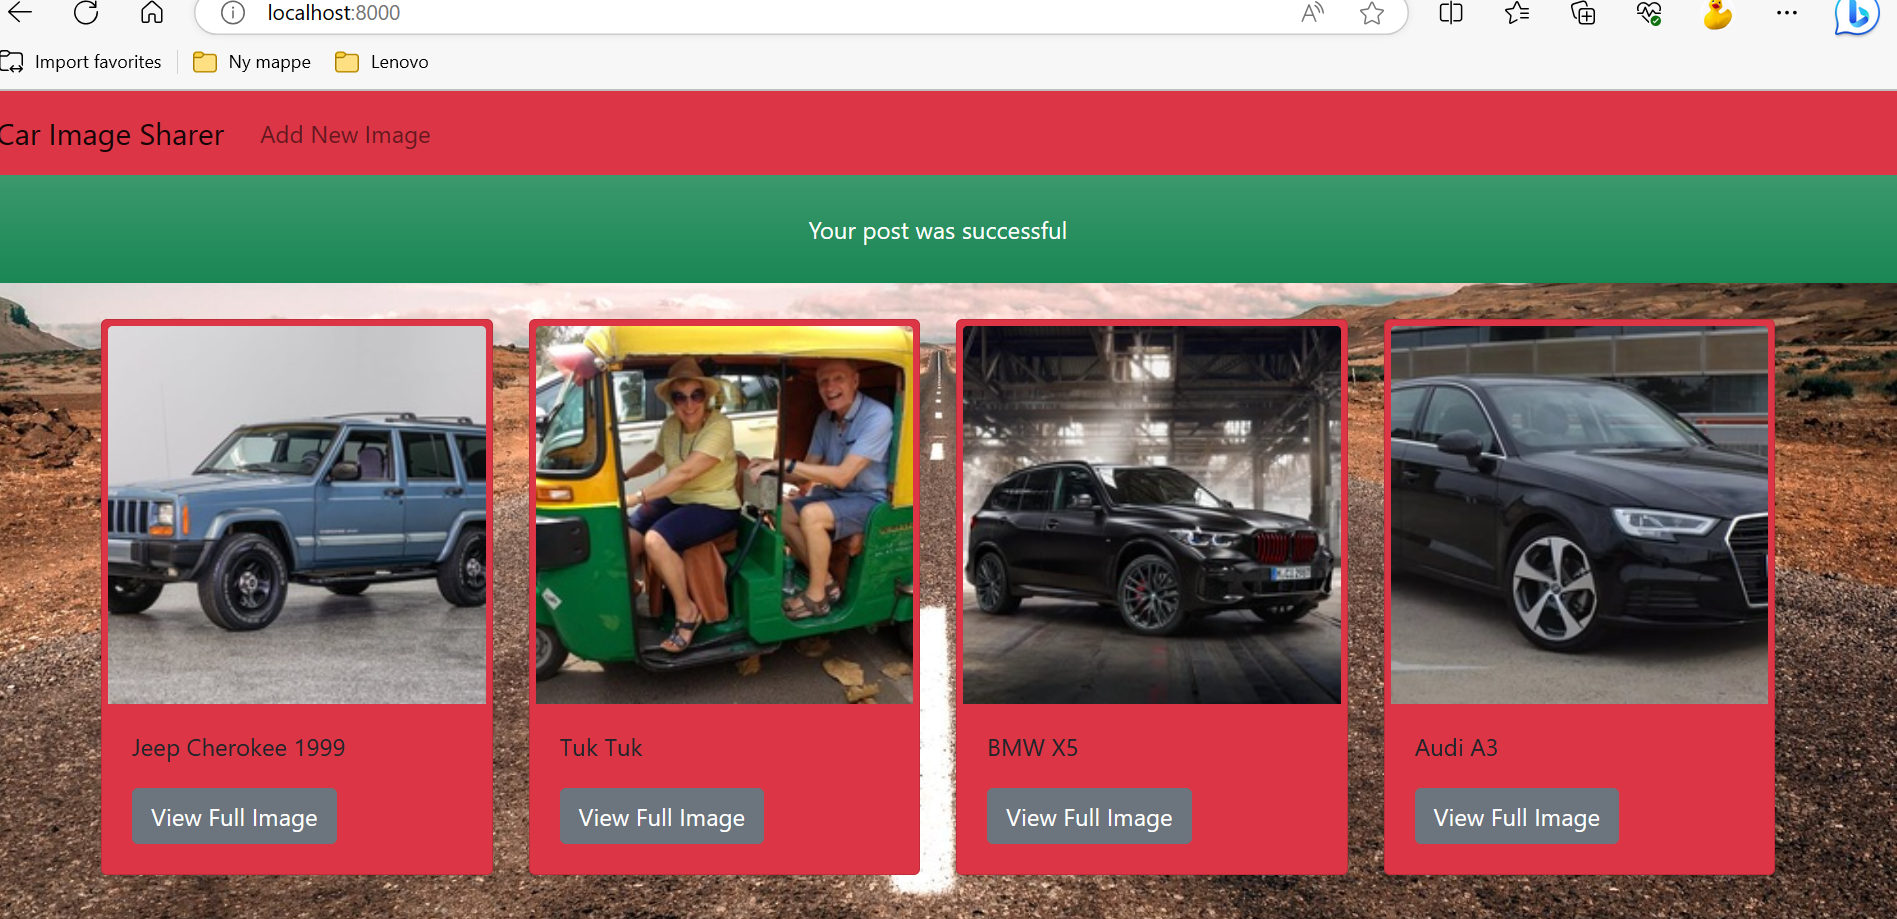 localhost:8000
Import favorites
Ny mappe
Lenovo
Car Image Sharer
Add New Image
Your post was successful
Jeep Cherokee 1999
Tuk Tuk
BMW X5
Audi A3
View Full Image
View Full Image
View Full Image
View Full Image